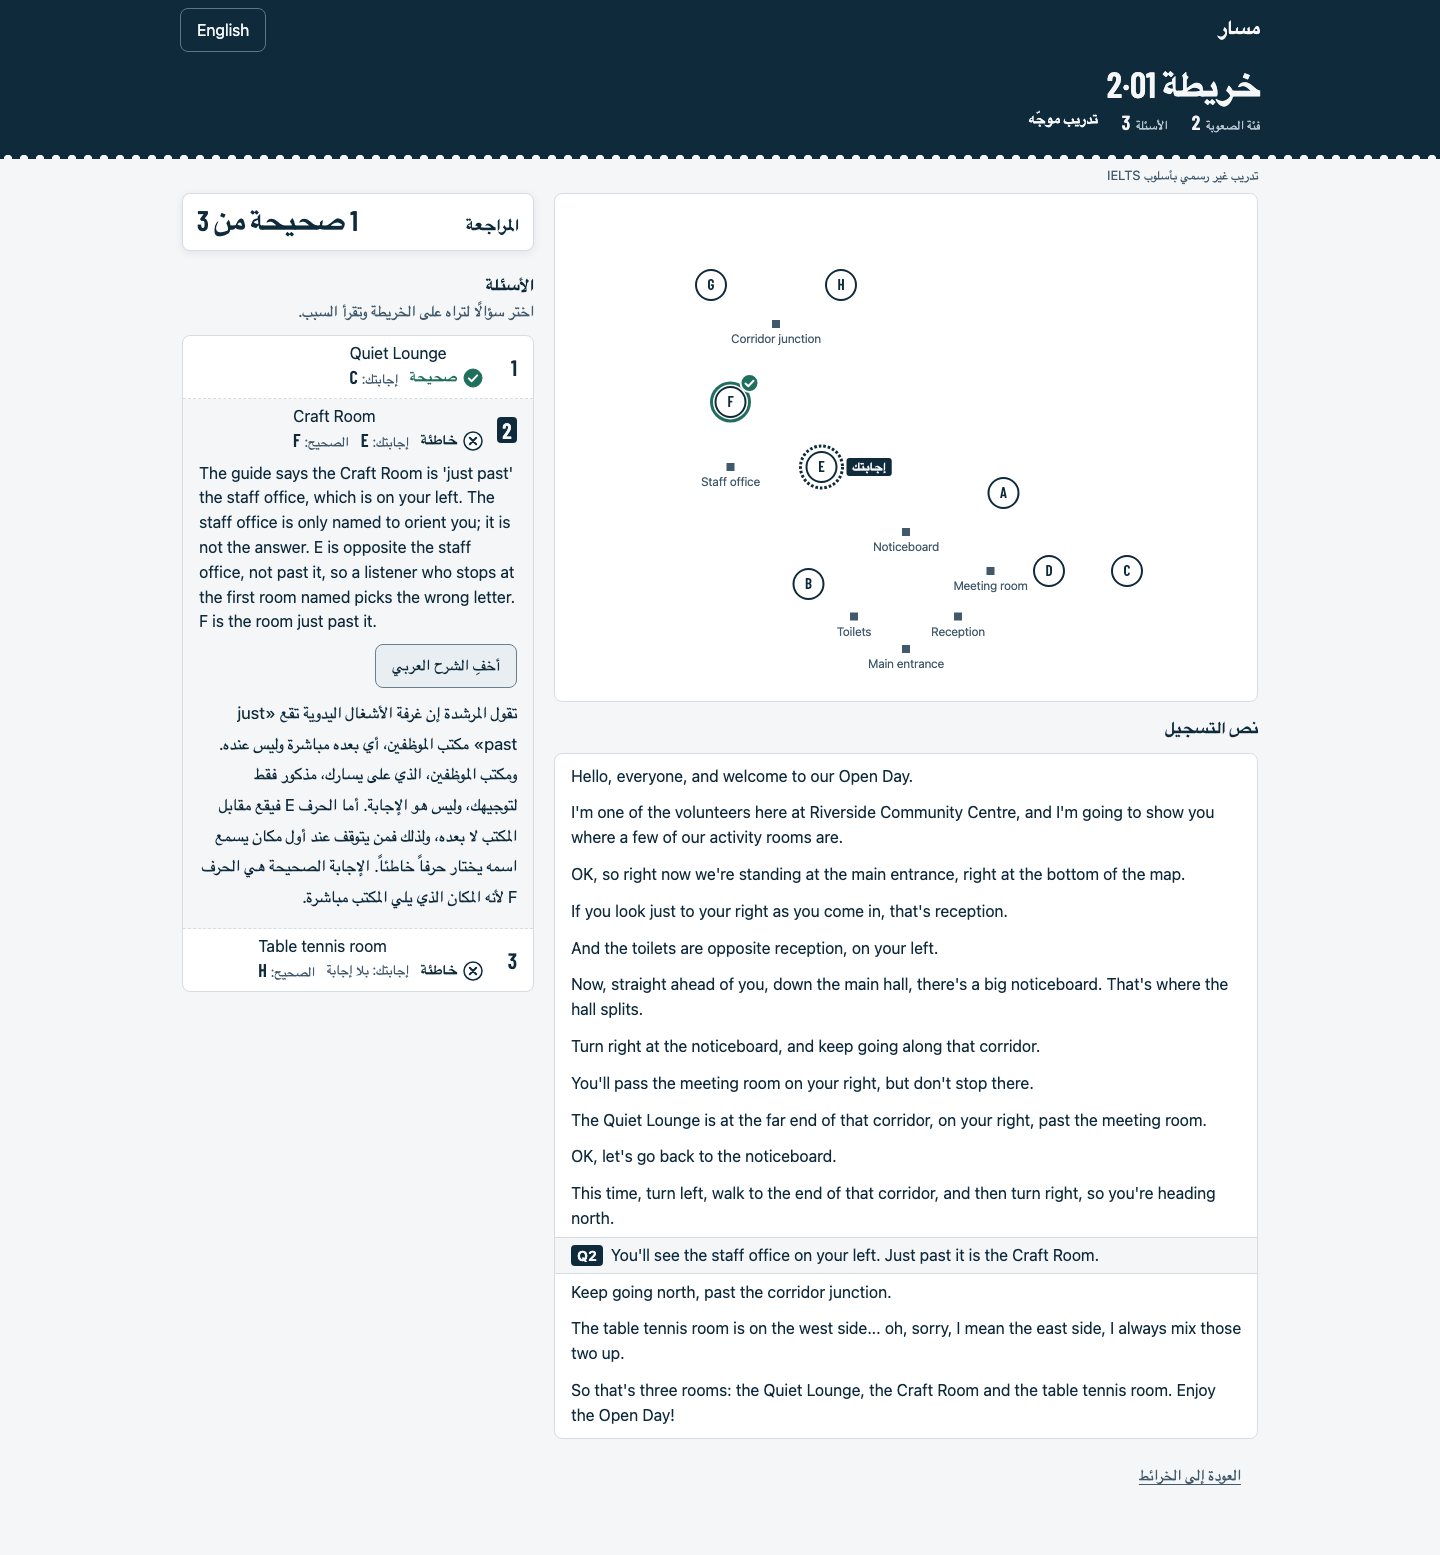 مسار
English
خريطة 2·01
فئة الصعوبة 2 الأسئلة 3 تدريب موجّه
تدريب غير رسمي بأسلوب IELTS
G
H
Corridor junction
F
Staff office
E
إجابتك
A
Noticeboard
B
Meeting room
D
C
Toilets
Reception
Main entrance
المراجعة
1 صحيحة من 3
الأسئلة
اختر سؤالًا لتراه على الخريطة وتقرأ السبب.
1
Quiet Lounge
صحيحة إجابتك: C
2
Craft Room
خاطئة إجابتك: E الصحيح: F
The guide says the Craft Room is 'just past'
the staff office, which is on your left. The
staff office is only named to orient you; it is
not the answer. E is opposite the staff
office, not past it, so a listener who stops at
the first room named picks the wrong letter.
F is the room just past it.
أخفِ الشرح العربي
تقول المرشدة إن غرفة الأشغال اليدوية تقع «just
past» مكتب الموظفين، أي بعده مباشرة وليس عنده.
ومكتب الموظفين، الذي على يسارك، مذكور فقط
لتوجيهك، وليس هو الإجابة. أما الحرف E فيقع مقابل
المكتب لا بعده، ولذلك فمن يتوقف عند أول مكان يسمع
اسمه يختار حرفاً خاطئاً. الإجابة الصحيحة هي الحرف
F لأنه المكان الذي يلي المكتب مباشرة.
3
Table tennis room
خاطئة إجابتك: بلا إجابة الصحيح: H
نص التسجيل
Hello, everyone, and welcome to our Open Day.
I'm one of the volunteers here at Riverside Community Centre, and I'm going to show you
where a few of our activity rooms are.
OK, so right now we're standing at the main entrance, right at the bottom of the map.
If you look just to your right as you come in, that's reception.
And the toilets are opposite reception, on your left.
Now, straight ahead of you, down the main hall, there's a big noticeboard. That's where the
hall splits.
Turn right at the noticeboard, and keep going along that corridor.
You'll pass the meeting room on your right, but don't stop there.
The Quiet Lounge is at the far end of that corridor, on your right, past the meeting room.
OK, let's go back to the noticeboard.
This time, turn left, walk to the end of that corridor, and then turn right, so you're heading
north.
Q2 You'll see the staff office on your left. Just past it is the Craft Room.
Keep going north, past the corridor junction.
The table tennis room is on the west side... oh, sorry, I mean the east side, I always mix those
two up.
So that's three rooms: the Quiet Lounge, the Craft Room and the table tennis room. Enjoy
the Open Day!
العودة إلى الخرائط